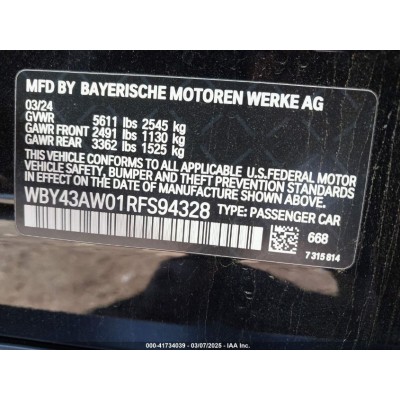 MFD BY BAYERISCHE MOTOREN WERKE AG
03/24
GVWR 5611 lbs 2545 kg
GAWR FRONT 2491 lbs 1130 kg
GAWR REAR 3362 lbs 1525 kg
THIS VEHICLE CONFORMS TO ALL APPLICABLE U.S.FEDERAL MOTOR
VEHICLE SAFETY, BUMPER AND THEFT PREVENTION STANDARDS
IN EFFECT ON THE DATE OF MANUFACTURE SHOWN ABOVE.
WBY43AW01RFS94328 TYPE: PASSENGER CAR
668
7 315 814
000-41734039 — 03/07/2025 — IAA Inc.